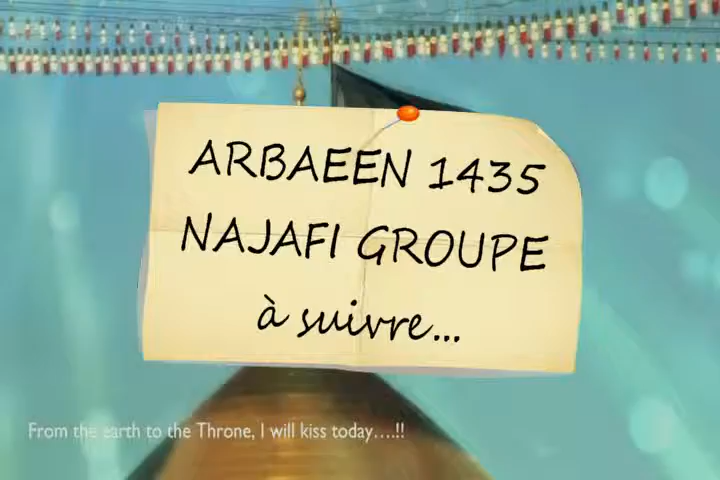 ARBAEEN 1435
NAJAFI GROUPE
à suivre...
From the earth to the Throne, I will kiss today....!!